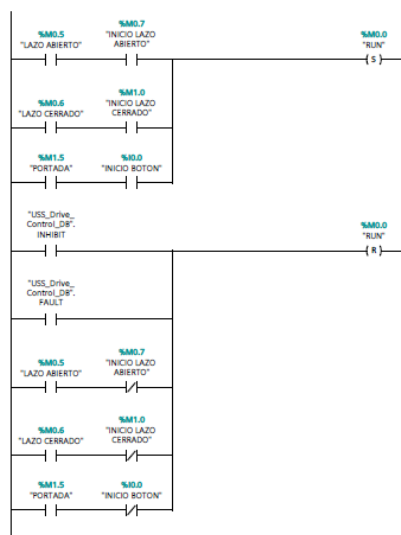 %M0.5
"LAZO ABIERTO"
%M0.7
"INICIO LAZO
ABIERTO"
%M0.0
"RUN"
S
%M0.6
"LAZO CERRADO"
%M1.0
"INICIO LAZO
CERRADO"
%M1.5
"PORTADA"
%I0.0
"INICIO BOTON"
"USS_Drive_
Control_DB".
INHIBIT
%M0.0
"RUN"
R
"USS_Drive_
Control_DB".
FAULT
%M0.5
"LAZO ABIERTO"
%M0.7
"INICIO LAZO
ABIERTO"
%M0.6
"LAZO CERRADO"
%M1.0
"INICIO LAZO
CERRADO"
%M1.5
"PORTADA"
%I0.0
"INICIO BOTON"